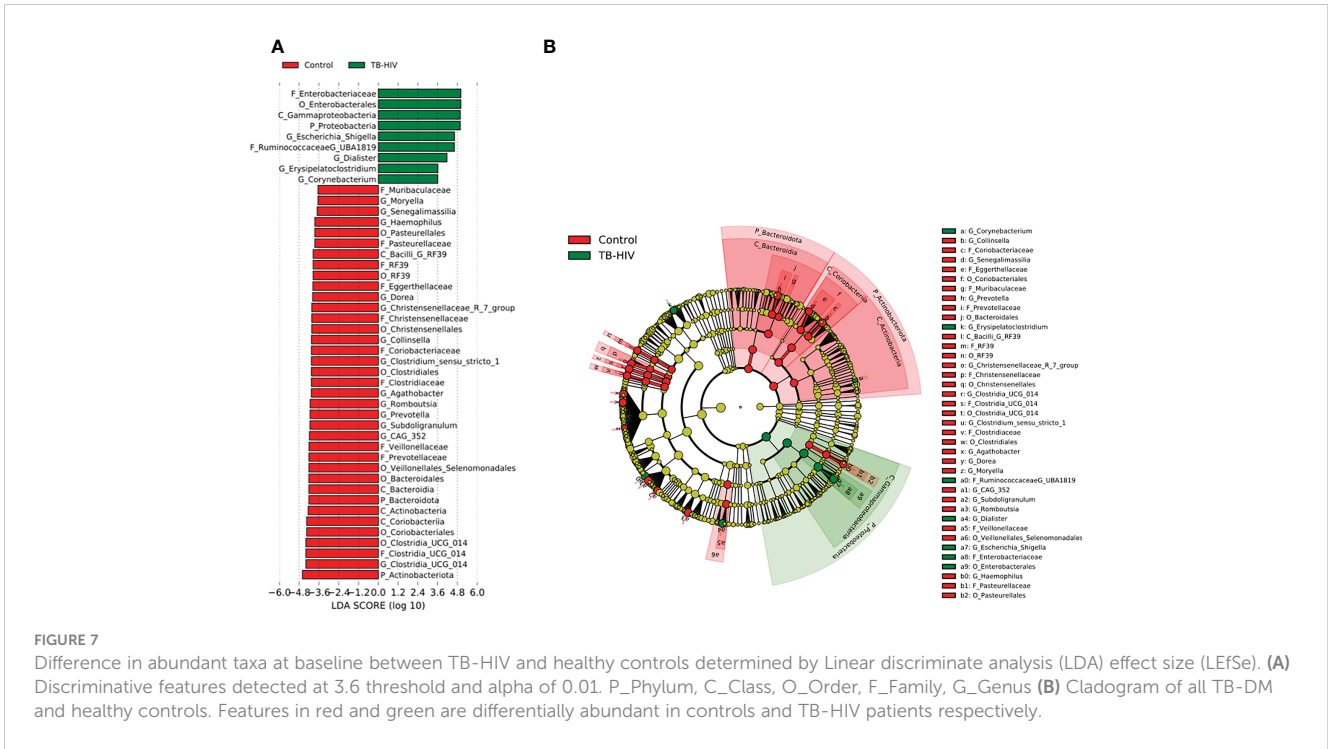 A
Control TB-HIV
F_Enterobacteriaceae
O_Enterobacterales
C_Gammaproteobacteria
P_Proteobacteria
G_Escherichia_Shigella
F_RuminococcaceaeG_UBA1819
G_Dialister
G_Erysipelatoclostridium
G_Corynebacterium
F_Muribaculaceae
G_Moryella
G_Senegalimassilia
G_Haemophilus
O_Pasteurellales
F_Pasteurellaceae
C_Bacilli_G_RF39
F_RF39
O_RF39
F_Eggerthellaceae
G_Dorea
G_Christensenellaceae_R_7_group
F_Christensenellaceae
O_Christensenellales
G_Collinsella
F_Coriobacteriaceae
G_Clostridium_sensu_stricto_1
O_Clostridiales
F_Clostridiaceae
G_Agathobacter
G_Romboutsia
G_Prevotella
G_Subdoligranulum
G_CAG_352
F_Veillonellaceae
F_Prevotellaceae
O_Veillonellales_Selenomonadales
O_Bacteroidales
C_Bacteroidia
P_Bacteroidota
C_Actinobacteria
C_Coriobacteriia
O_Coriobacteriales
O_Clostridia_UCG_014
F_Clostridia_UCG_014
G_Clostridia_UCG_014
P_Actinobacteriota
−6.0−4.8−3.6−2.4−1.20.0 1.2 2.4 3.6 4.8 6.0
LDA SCORE (log 10)
B
Control
TB-HIV
P_Bacteroidota
C_Bacteroidia
C_Coriobacteriia
P_Actinobacteriota
C_Actinobacteria
C_Gammaproteobacteria
P_Proteobacteria
j
i
e
f
b0
b1
b2
a8
a9
a5
a6
a: G_Corynebacterium
b: G_Collinsella
c: F_Coriobacteriaceae
d: G_Senegalimassilia
e: F_Eggerthellaceae
f: O_Coriobacteriales
g: F_Muribaculaceae
h: G_Prevotella
i: F_Prevotellaceae
j: O_Bacteroidales
k: G_Erysipelatoclostridium
l: C_Bacilli_G_RF39
m: F_RF39
n: O_RF39
o: G_Christensenellaceae_R_7_group
p: F_Christensenellaceae
q: O_Christensenellales
r: G_Clostridia_UCG_014
s: F_Clostridia_UCG_014
t: O_Clostridia_UCG_014
u: G_Clostridium_sensu_stricto_1
v: F_Clostridiaceae
w: O_Clostridiales
x: G_Agathobacter
y: G_Dorea
z: G_Moryella
a0: F_RuminococcaceaeG_UBA1819
a1: G_CAG_352
a2: G_Subdoligranulum
a3: G_Romboutsia
a4: G_Dialister
a5: F_Veillonellaceae
a6: O_Veillonellales_Selenomonadales
a7: G_Escherichia_Shigella
a8: F_Enterobacteriaceae
a9: O_Enterobacterales
b0: G_Haemophilus
b1: F_Pasteurellaceae
b2: O_Pasteurellales
FIGURE 7
Difference in abundant taxa at baseline between TB-HIV and healthy controls determined by Linear discriminate analysis (LDA) effect size (LEfSe). (A)
Discriminative features detected at 3.6 threshold and alpha of 0.01. P_Phylum, C_Class, O_Order, F_Family, G_Genus (B) Cladogram of all TB-DM
and healthy controls. Features in red and green are differentially abundant in controls and TB-HIV patients respectively.